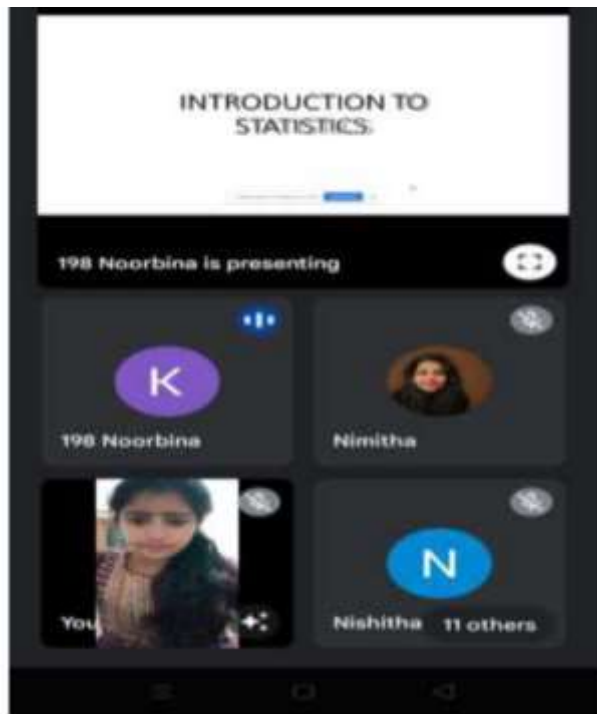 INTRODUCTION TO
STATISTICS
198 Noorbina is presenting
K
198 Noorbina
Nimitha
You
N
Nishitha
11 others